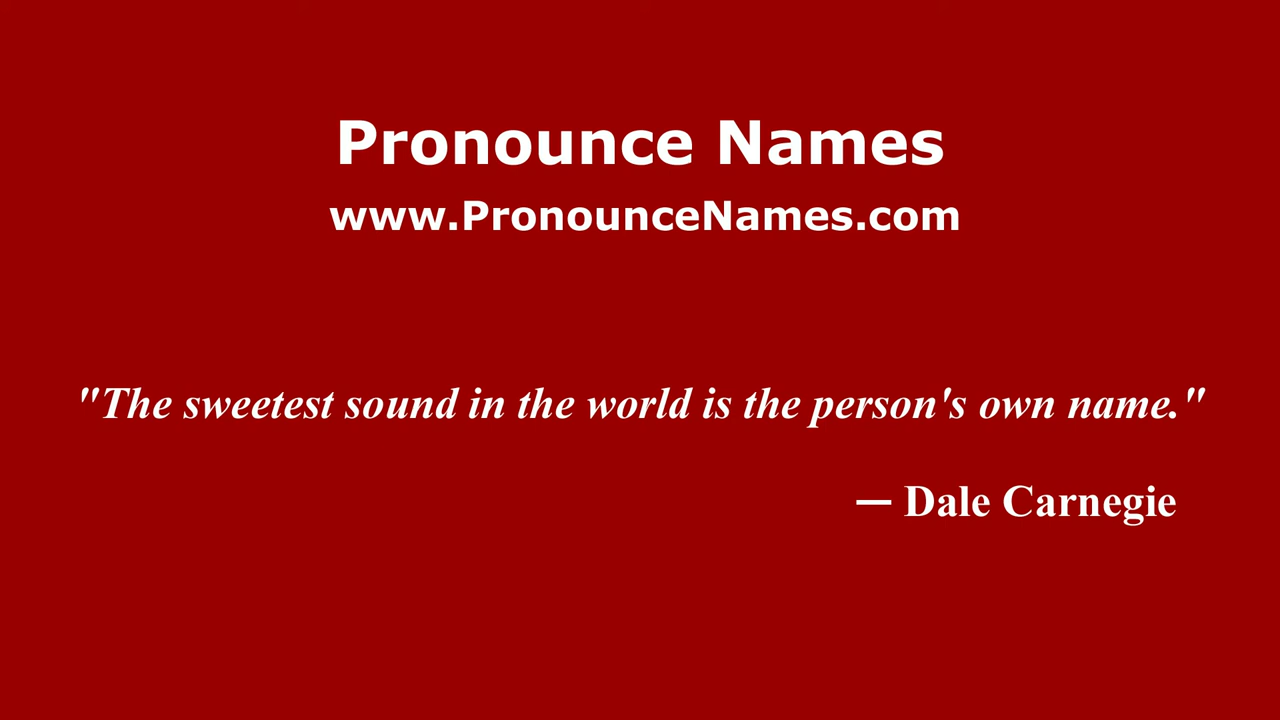 Pronounce Names
www.PronounceNames.com
"The sweetest sound in the world is the person's own name."
— Dale Carnegie